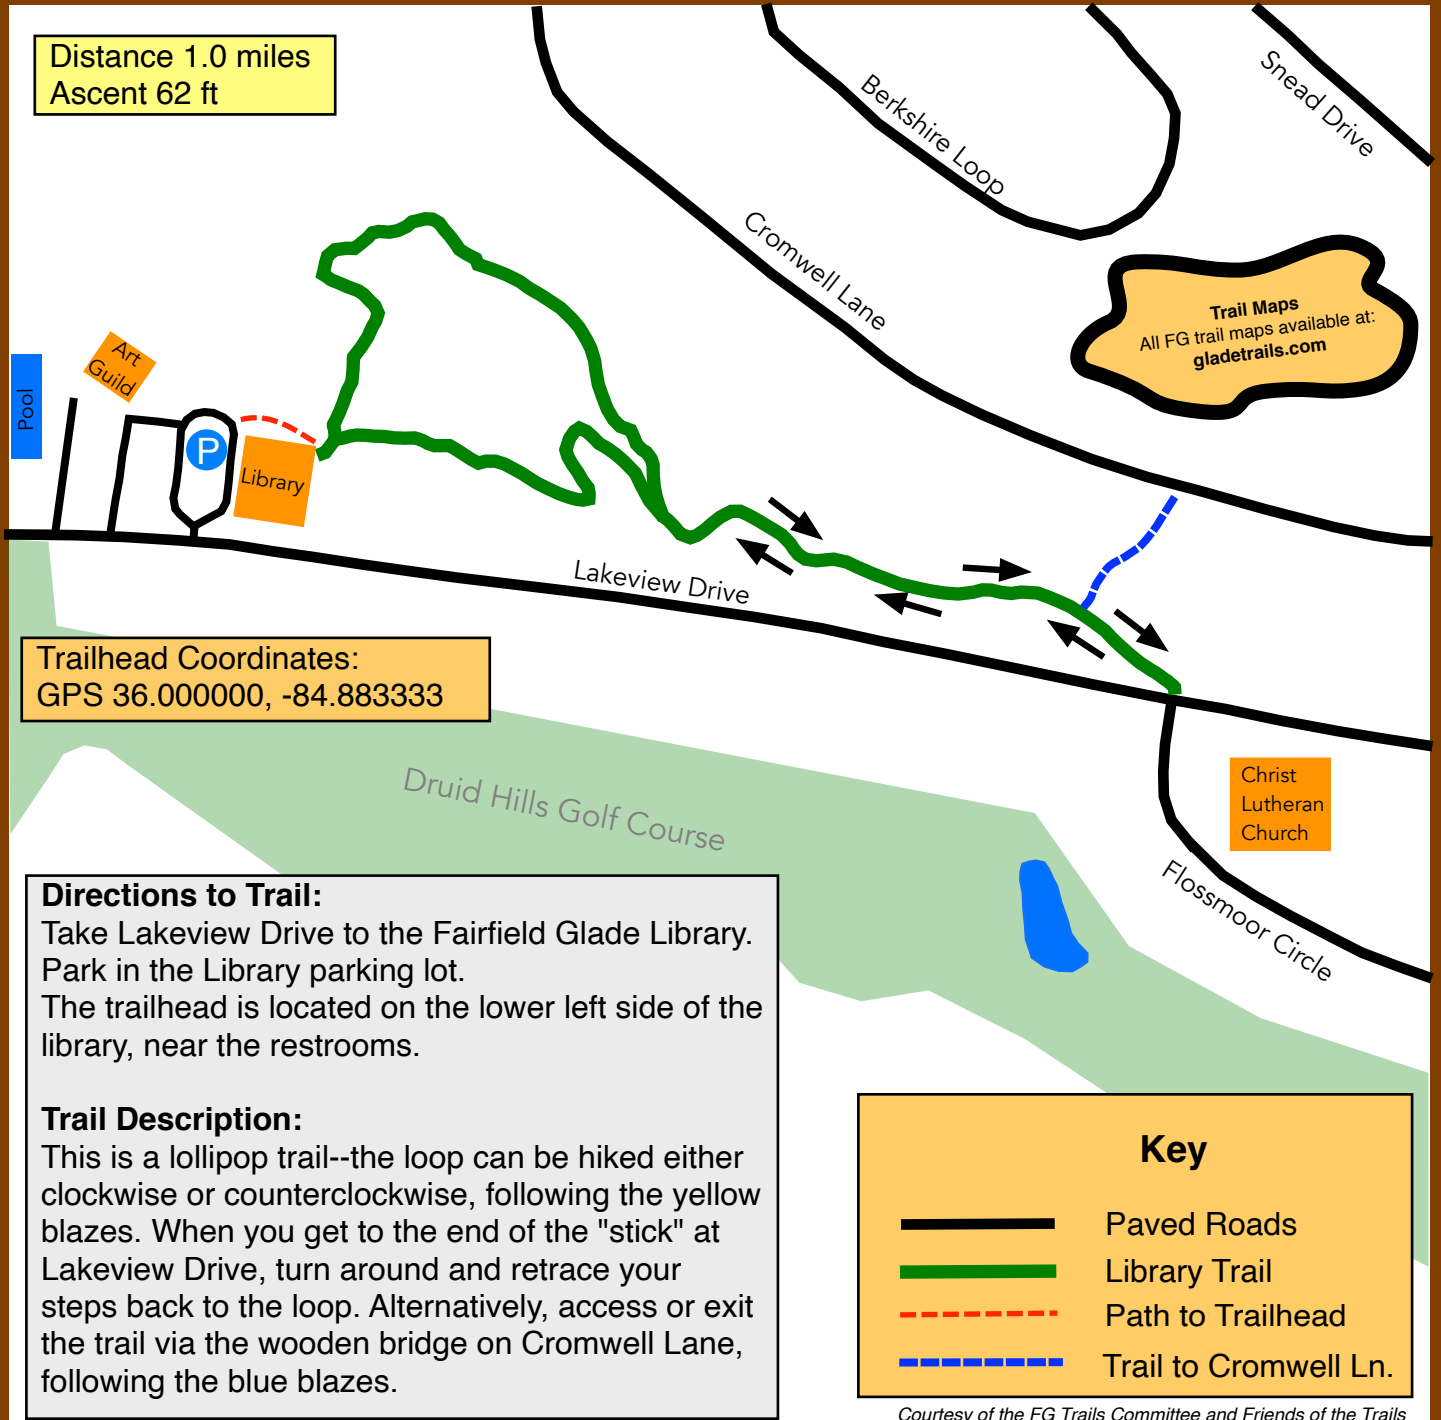 Distance 1.0 miles
Ascent 62 ft
Berkshire Loop
Snead Drive
Cromwell Lane
Trail Maps
All FG trail maps available at:
gladetrails.com
Art
Guild
Pool
P
Library
Lakeview Drive
Trailhead Coordinates:
GPS 36.000000, -84.883333
Druid Hills Golf Course
Christ
Lutheran
Church
Flossmoor Circle
Directions to Trail:
Take Lakeview Drive to the Fairfield Glade Library.
Park in the Library parking lot.
The trailhead is located on the lower left side of the
library, near the restrooms.
Trail Description:
This is a lollipop trail--the loop can be hiked either
clockwise or counterclockwise, following the yellow
blazes. When you get to the end of the "stick" at
Lakeview Drive, turn around and retrace your
steps back to the loop. Alternatively, access or exit
the trail via the wooden bridge on Cromwell Lane,
following the blue blazes.
Key
Paved Roads
Library Trail
Path to Trailhead
Trail to Cromwell Ln.
Courtesy of the FG Trails Committee and Friends of the Trails